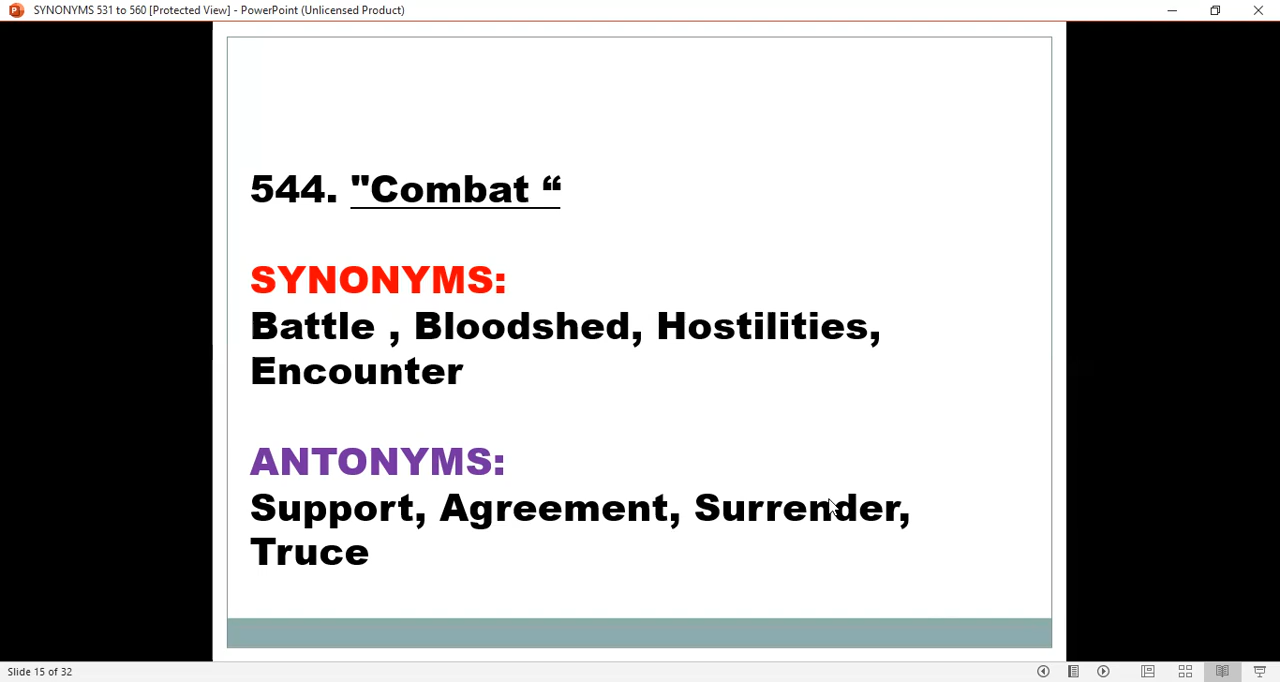 SYNONYMS 531 to 560 [Protected View] - PowerPoint (Unlicensed Product)
544. "Combat “
SYNONYMS:
Battle , Bloodshed, Hostilities,
Encounter
ANTONYMS:
Support, Agreement, Surrender,
Truce
Slide 15 of 32